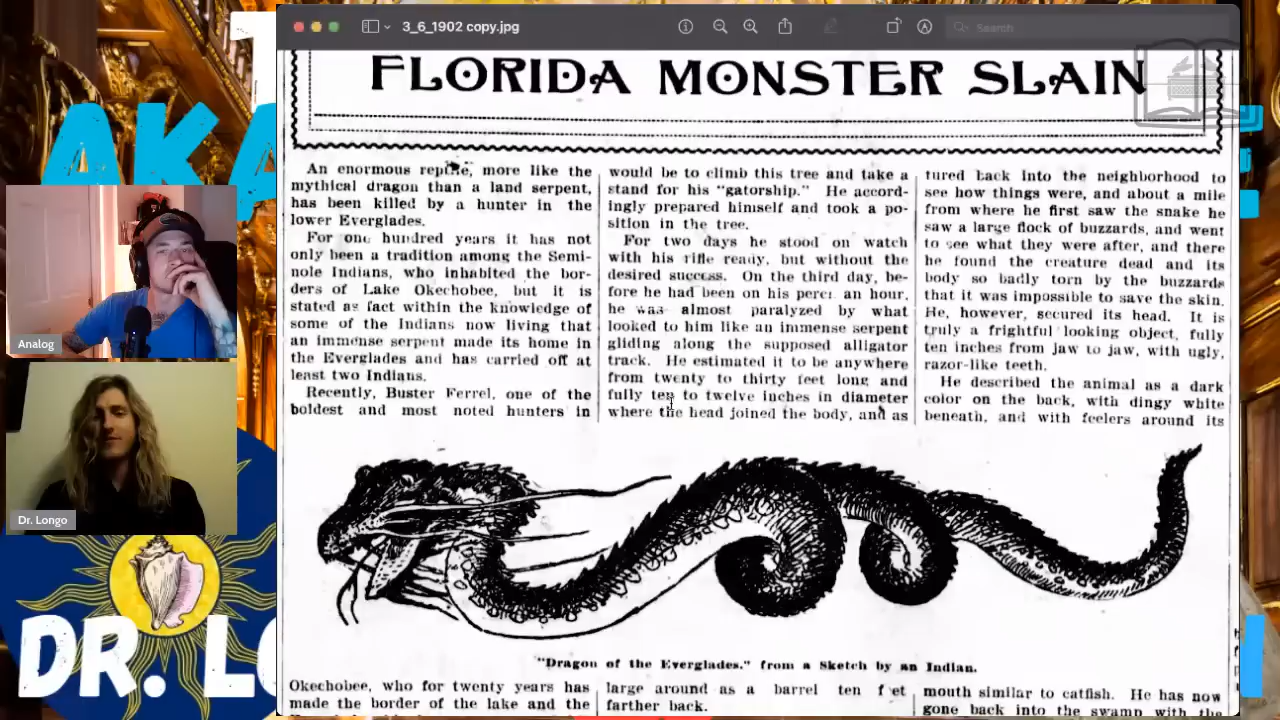 3_6_1902 copy.jpg
Search
FLORIDA MONSTER SLAIN
An enormous reptile, more like the
mythical dragon than a land serpent,
has been killed by a hunter in the
lower Everglades.
For one hundred years it has not
only been a tradition among the Semi-
nole Indians, who inhabited the bor-
ders of Lake Okechobee, but it is
stated as fact within the knowledge of
some of the Indians now living that
an immense serpent made its home in
the Everglades and has carried off at
least two Indians.
Recently, Buster Ferrel, one of the
boldest and most noted hunters in
would be to climb this tree and take a
stand for his "gatorship." He accord-
ingly prepared himself and took a po-
sition in the tree.
For two days he stood on watch
with his rifle ready, but without the
desired success. On the third day, be-
fore he had been on his perch an hour,
he was almost paralyzed by what
looked to him like an immense serpent
gliding along the supposed alligator
track. He estimated it to be anywhere
from twenty to thirty feet long and
fully ten to twelve inches in diameter
where the head joined the body, and as
tured back into the neighborhood to
see how things were, and about a mile
from where he first saw the snake he
saw a large flock of buzzards, and went
to see what they were after, and there
he found the creature dead and its
body so badly torn by the buzzards
that it was impossible to save the skin.
He, however, secured its head. It is
truly a frightful looking object, fully
ten inches from jaw to jaw, with ugly,
razor-like teeth.
He described the animal as a dark
color on the back, with dingy white
beneath, and with feelers around its
"Dragon of the Everglades." from a Sketch by an Indian.
Okechobee, who for twenty years has
made the border of the lake and the
large around as a barrel ten feet
farther back.
mouth similar to catfish. He has now
gone back into the swamp with the
AKA
Analog
Dr. Longo
DR. LO